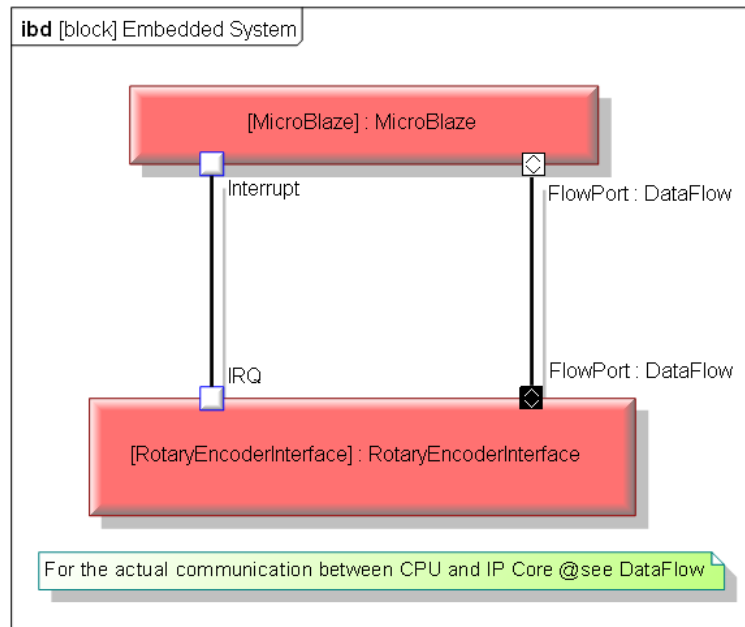 ibd [block] Embedded System
[MicroBlaze] : MicroBlaze
Interrupt
FlowPort : DataFlow
IRQ
FlowPort : DataFlow
[RotaryEncoderInterface] : RotaryEncoderInterface
For the actual communication between CPU and IP Core @see DataFlow